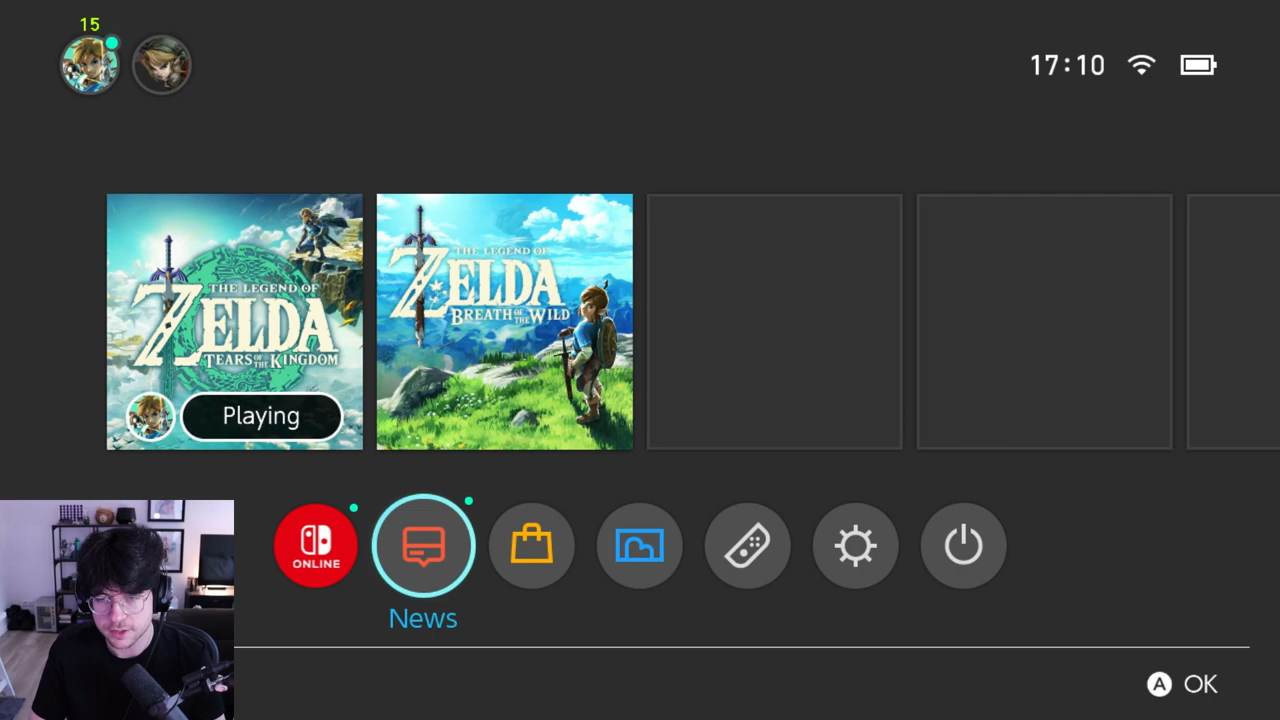 15
17:10
THE LEGEND OF
ZELDA
TEARS OF THE KINGDOM
Playing
THE LEGEND OF
ZELDA
BREATH OF THE WILD
ONLINE
News
A OK